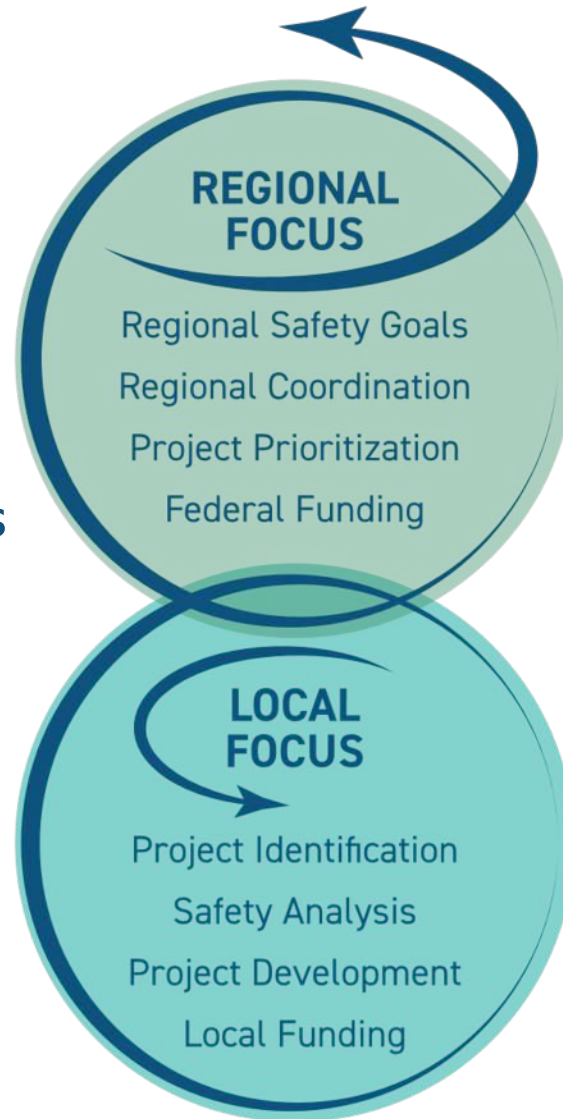 REGIONAL
FOCUS
Regional Safety Goals
Regional Coordination
Project Prioritization
Federal Funding
s
LOCAL
FOCUS
Project Identification
Safety Analysis
Project Development
Local Funding